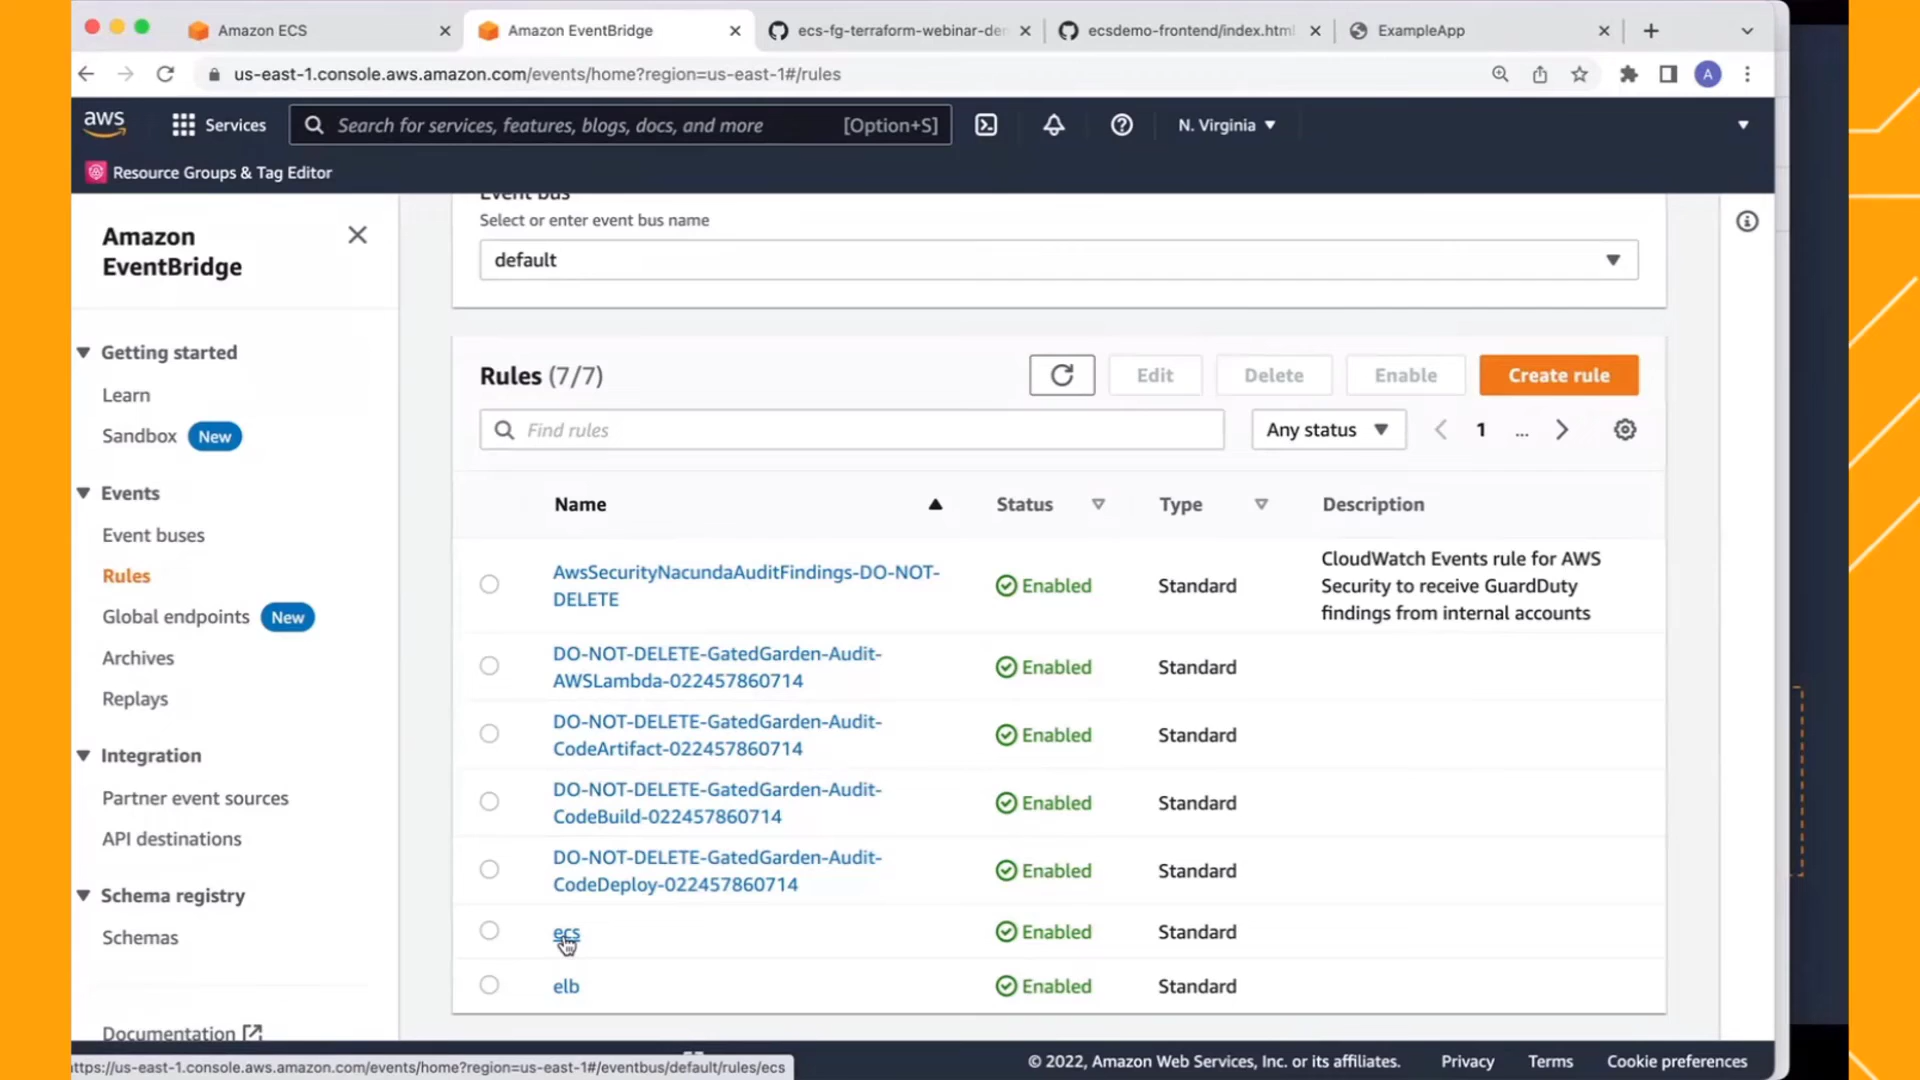 Amazon ECS
Amazon EventBridge
ecs-fg-terraform-webinar-de
ecsdemo-frontend/index.html
ExampleApp
us-east-1.console.aws.amazon.com/events/home?region=us-east-1#/rules
A
aws
Services
Search for services, features, blogs, docs, and more
[Option+S]
N. Virginia
Resource Groups & Tag Editor
Amazon
EventBridge
Getting started
Learn
Sandbox New
Events
Event buses
Rules
Global endpoints New
Archives
Replays
Integration
Partner event sources
API destinations
Schema registry
Schemas
Documentation
Event bus
Select or enter event bus name
default
Rules (7/7)
Edit
Delete
Enable
Create rule
Find rules
Any status
1
...
Name
Status
Type
Description
AwsSecurityNacundaAuditFindings-DO-NOT-
DELETE
Enabled
Standard
CloudWatch Events rule for AWS
Security to receive GuardDuty
findings from internal accounts
DO-NOT-DELETE-GatedGarden-Audit-
AWSLambda-022457860714
Enabled
Standard
DO-NOT-DELETE-GatedGarden-Audit-
CodeArtifact-022457860714
Enabled
Standard
DO-NOT-DELETE-GatedGarden-Audit-
CodeBuild-022457860714
Enabled
Standard
DO-NOT-DELETE-GatedGarden-Audit-
CodeDeploy-022457860714
Enabled
Standard
ecs
Enabled
Standard
elb
Enabled
Standard
ttps://us-east-1.console.aws.amazon.com/events/home?region=us-east-1#/eventbus/default/rules/ecs
© 2022, Amazon Web Services, Inc. or its affiliates.
Privacy
Terms
Cookie preferences